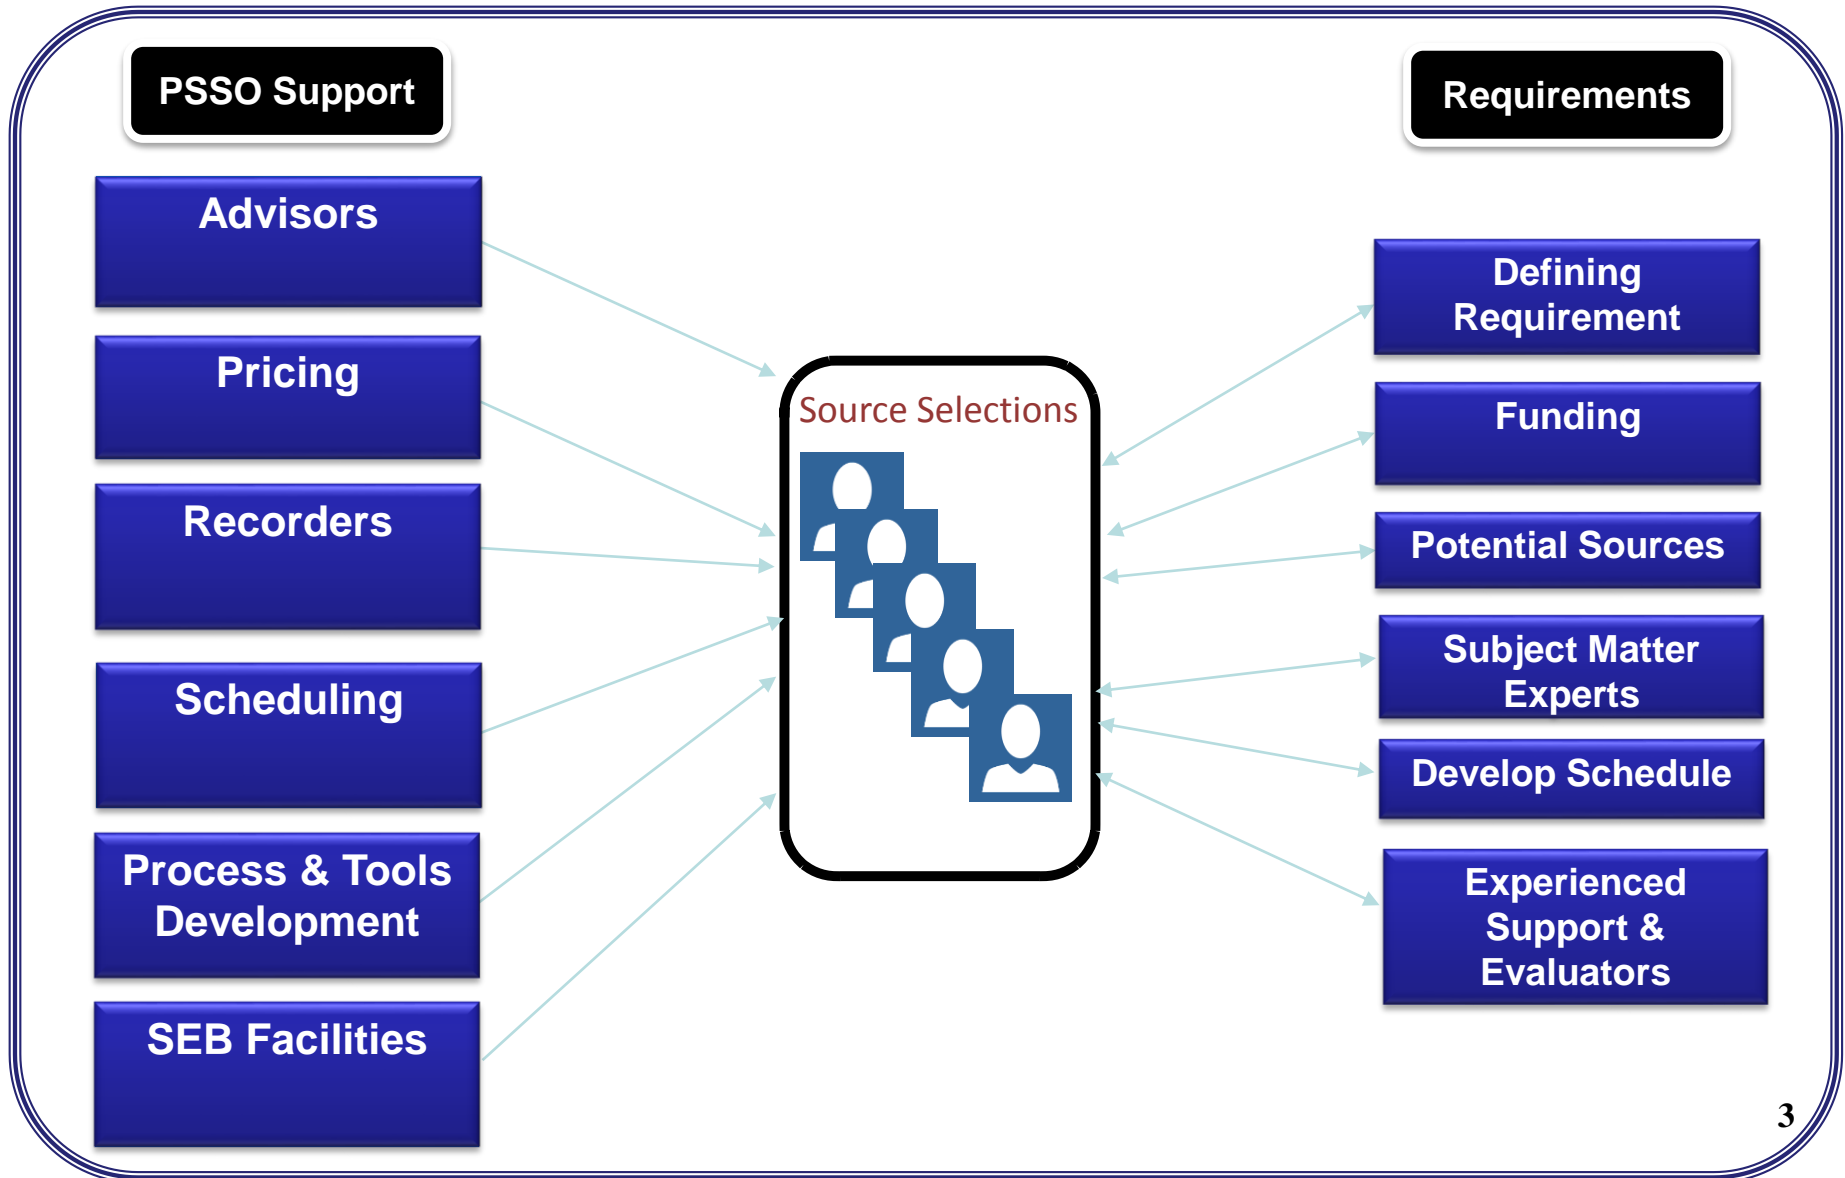 PSSO Support
Advisors
Pricing
Recorders
Scheduling
Process & Tools
Development
SEB Facilities
Source Selections
Requirements
Defining
Requirement
Funding
Potential Sources
Subject Matter
Experts
Develop Schedule
Experienced
Support &
Evaluators
3